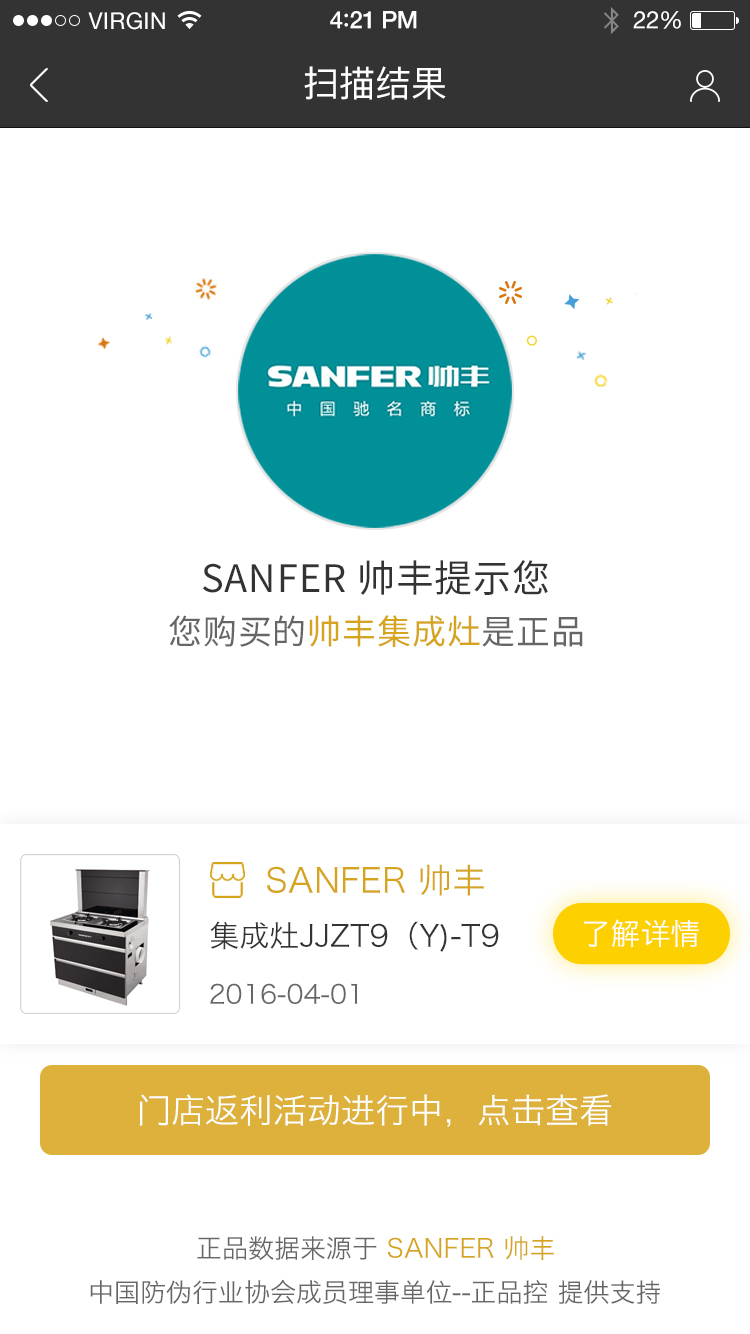 VIRGIN 4:21 PM 22%
扫描结果
SANFER 帅丰
中国驰名商标
SANFER 帅丰提示您
您购买的帅丰集成灶是正品
SANFER 帅丰
集成灶JJZT9（Y)-T9
了解详情
2016-04-01
门店返利活动进行中，点击查看
正品数据来源于 SANFER 帅丰
中国防伪行业协会成员理事单位--正品控 提供支持